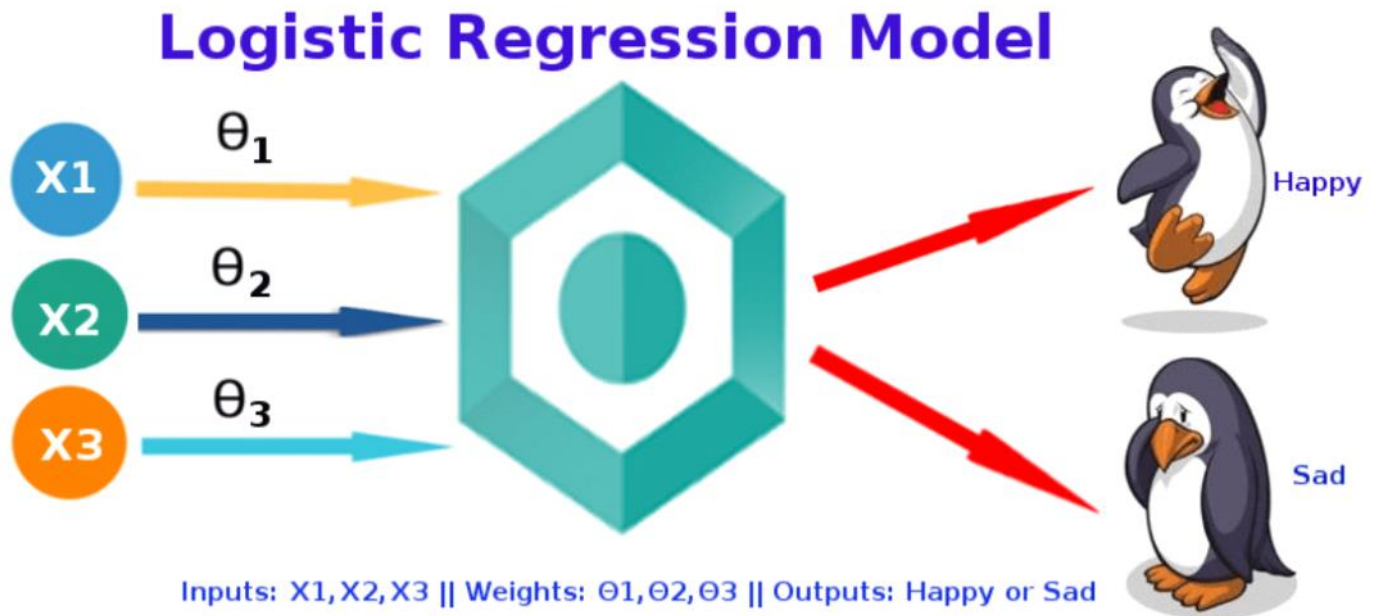 Logistic Regression Model
X1
θ1
X2
θ2
X3
θ3
Happy
Sad
Inputs: X1,X2,X3 || Weights: Θ1,Θ2,Θ3 || Outputs: Happy or Sad